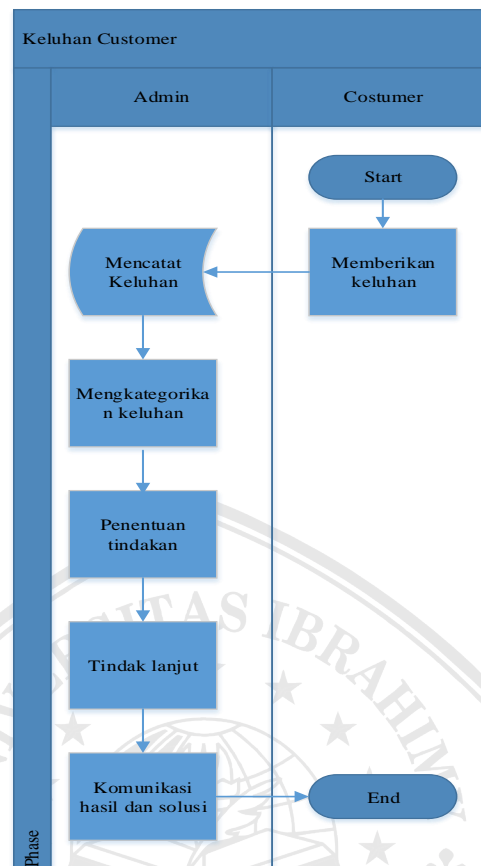 Keluhan Customer
Admin
Costumer
Start
Mencatat
Keluhan
Memberikan
keluhan
Mengkategorika
n keluhan
Penentuan
tindakan
Tindak lanjut
Komunikasi
hasil dan solusi
End
Phase